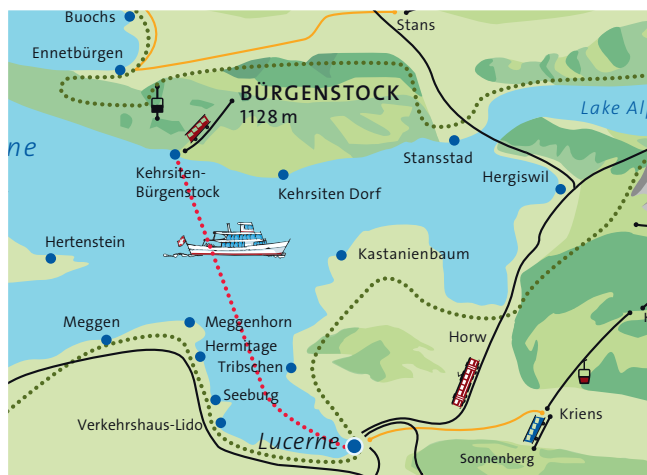 Buochs
Stans
Ennetbürgen
BÜRGENSTOCK
1128 m
Lake Alp
ne
Stansstad
Kehrsiten-
Bürgenstock
Kehrsiten Dorf
Hergiswil
Hertenstein
Kastanienbaum
Meggen
Meggenhorn
Hermitage
Tribschen
Horw
Seeburg
Verkehrshaus-Lido
Lucerne
Kriens
Sonnenberg